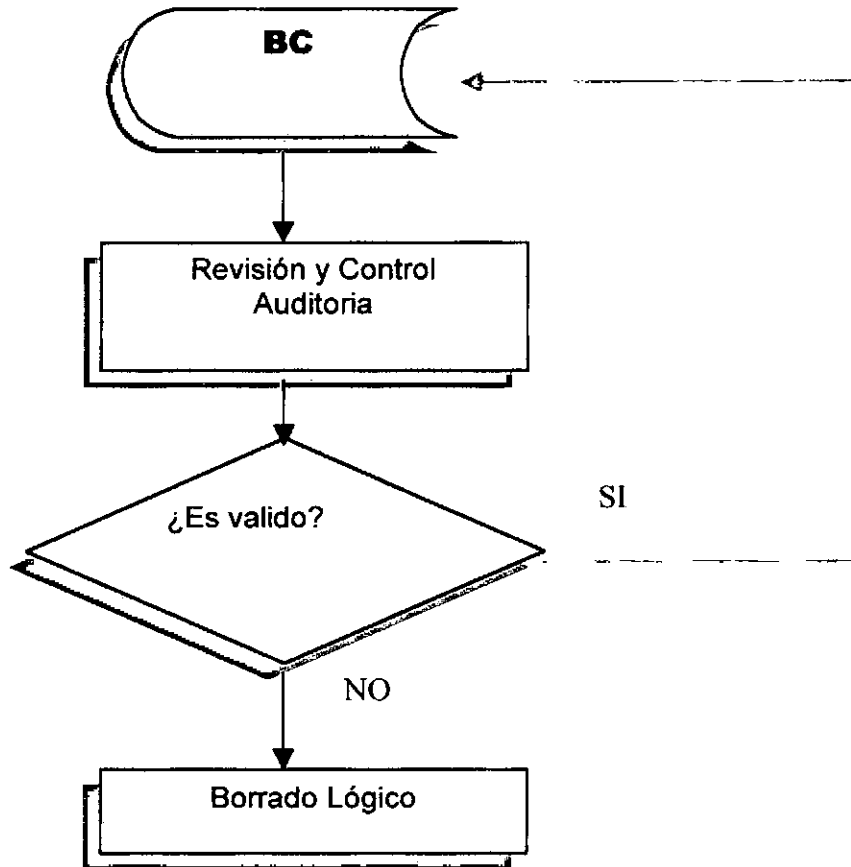 BC
Revisión y Control
Auditoria
¿Es valido?
SI
NO
Borrado Lógico